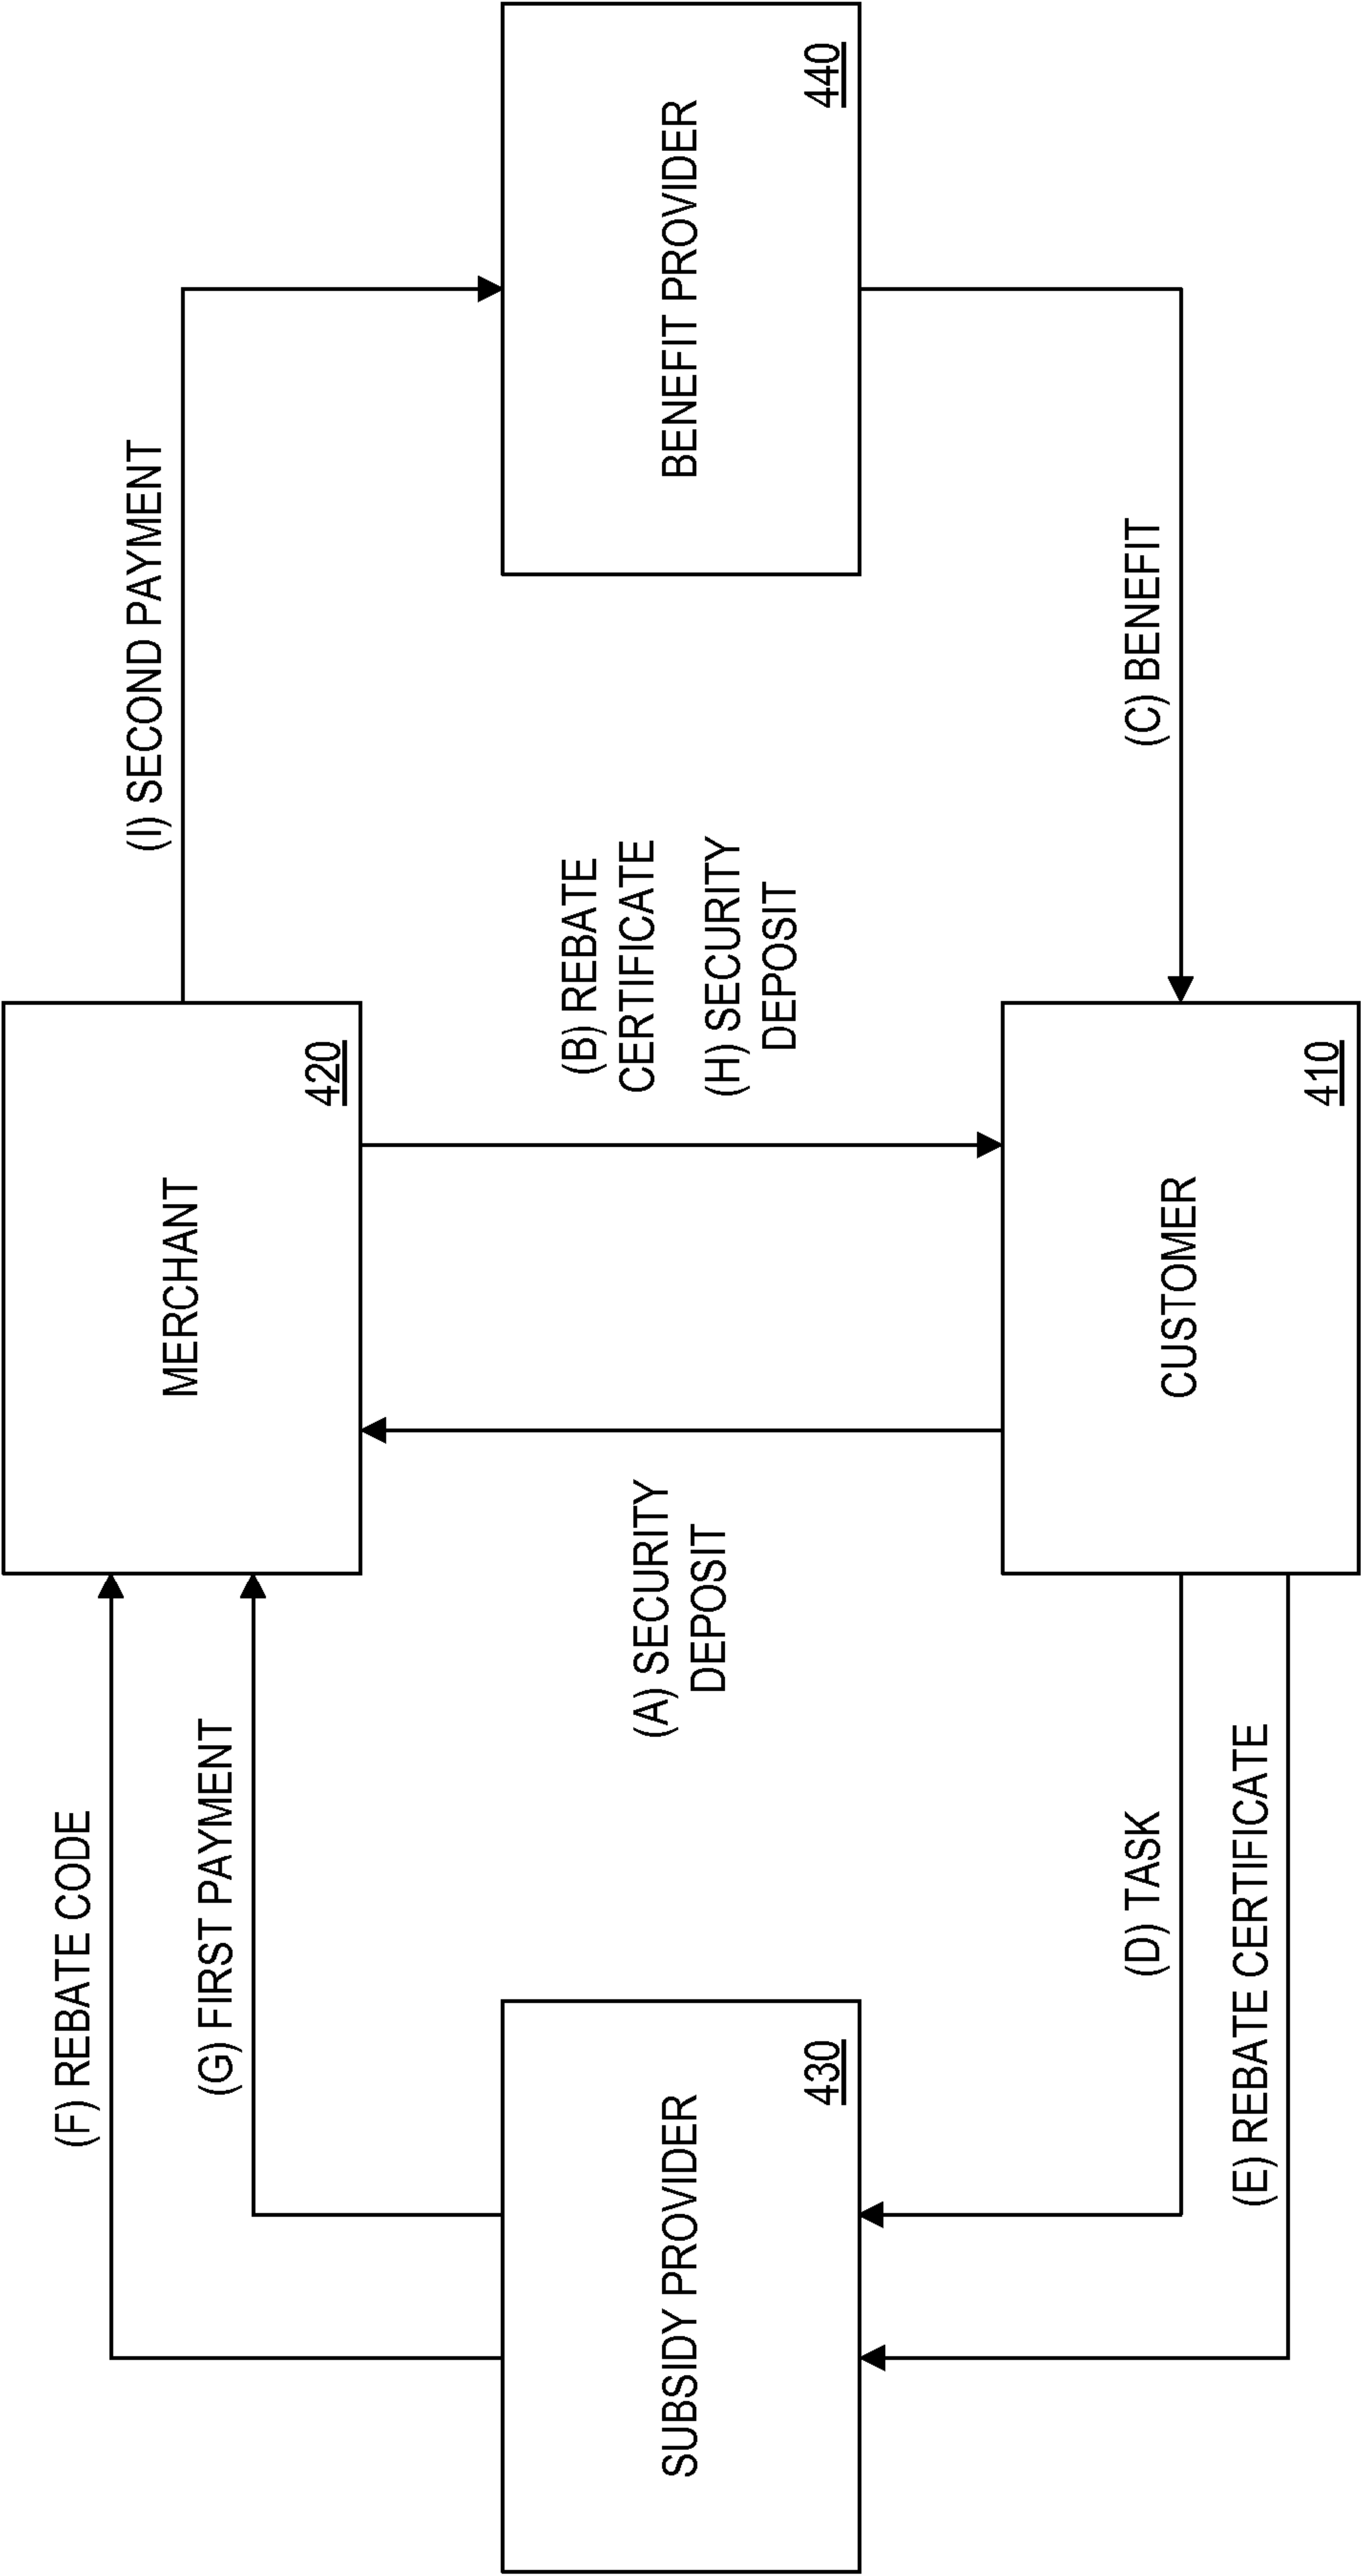 (F) REBATE CODE
(G) FIRST PAYMENT
(I) SECOND PAYMENT
MERCHANT
420
SUBSIDY PROVIDER
430
(A) SECURITY
DEPOSIT
(B) REBATE
CERTIFICATE
(H) SECURITY
DEPOSIT
BENEFIT PROVIDER
440
(D) TASK
(E) REBATE CERTIFICATE
CUSTOMER
410
(C) BENEFIT